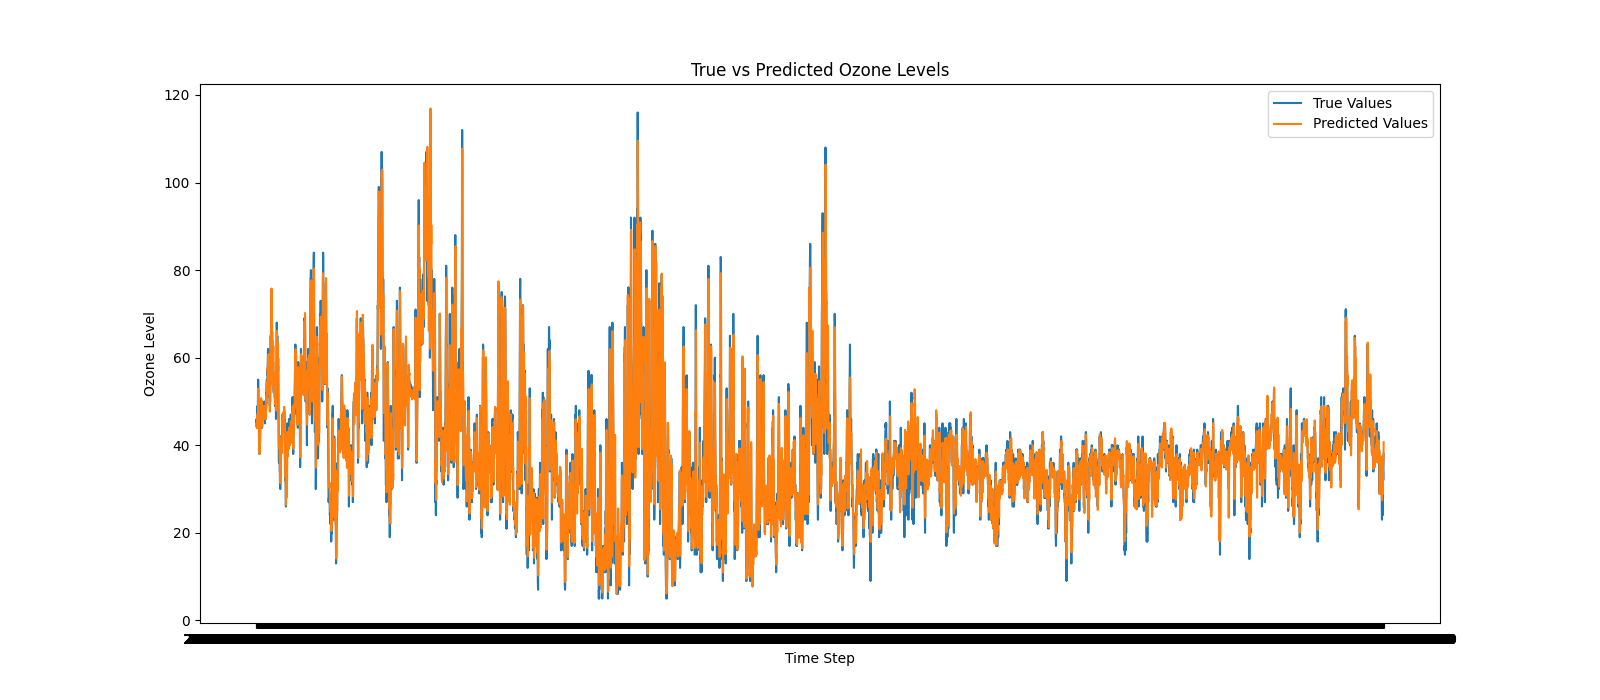 True vs Predicted Ozone Levels
True Values
Predicted Values
120
100
80
60
40
20
0
Ozone Level
Time Step